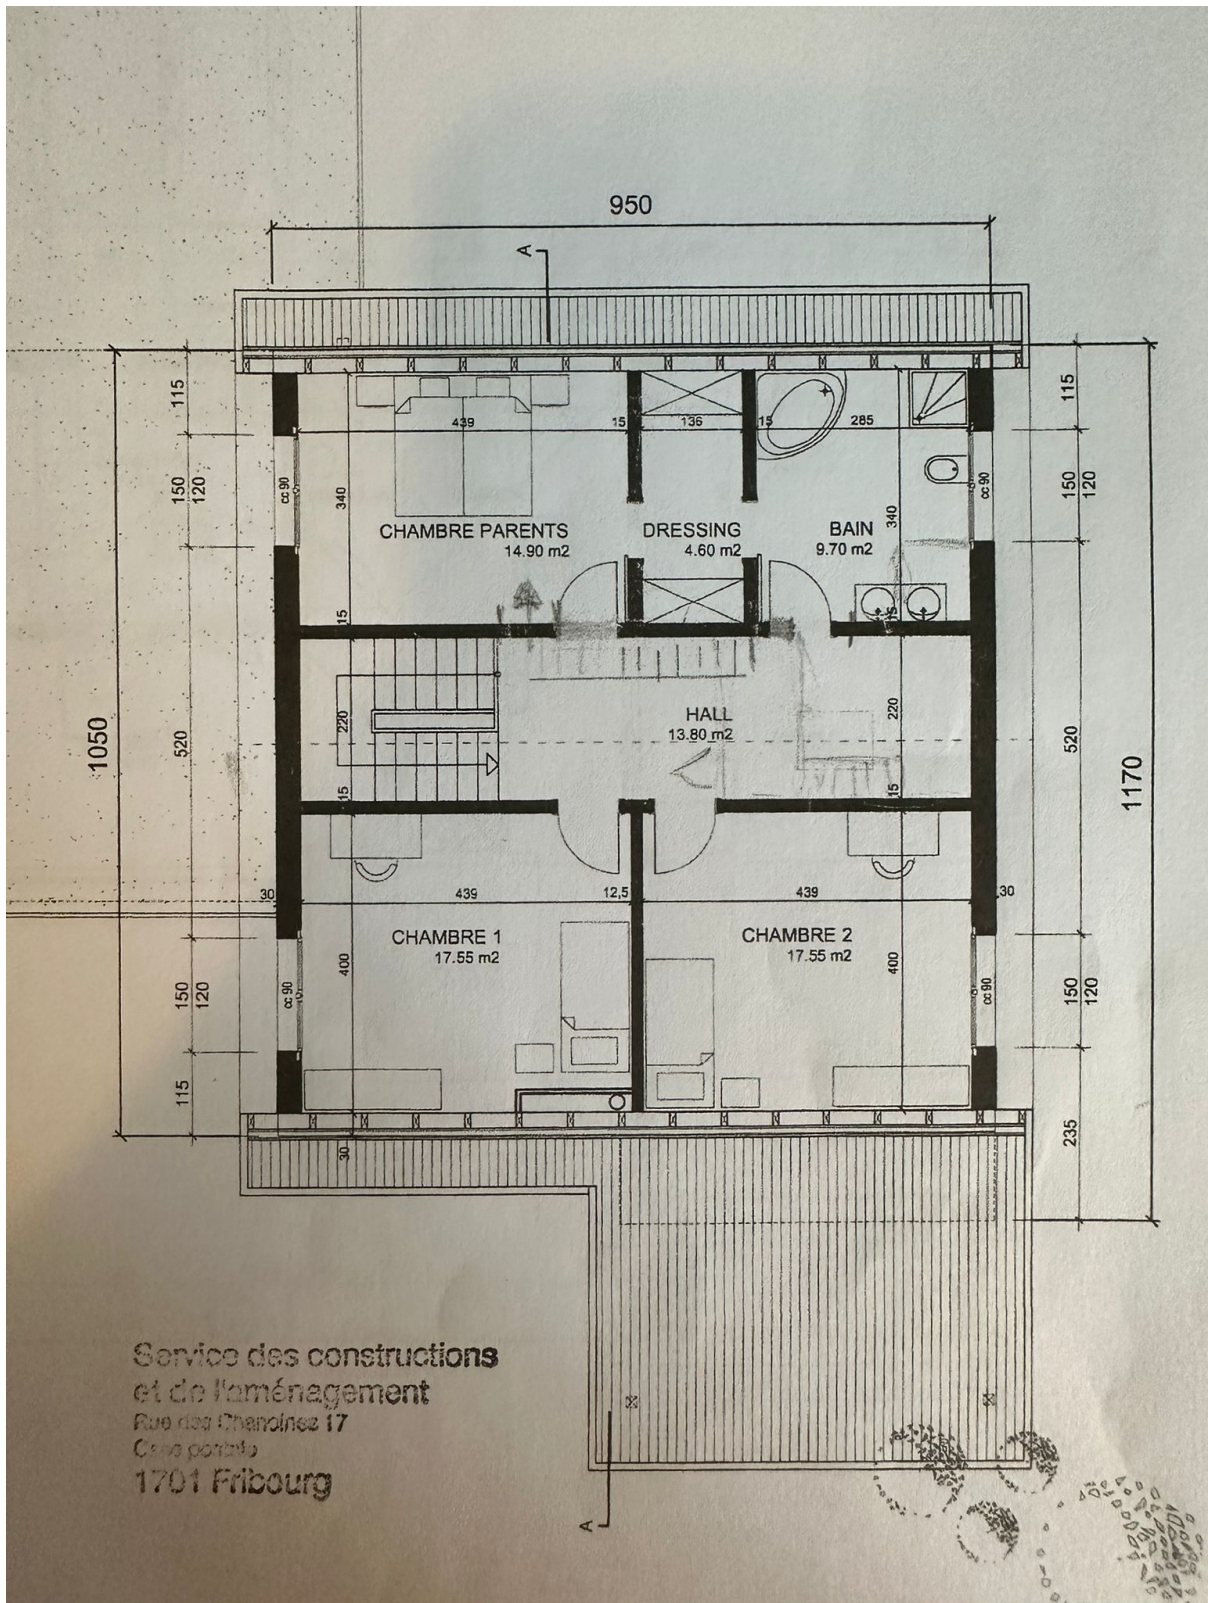 950
A
115
115
439
15
136
15
285
150
120
cc 90
340
CHAMBRE PARENTS
14.90 m2
DRESSING
4.60 m2
BAIN
9.70 m2
340
cc 90
150
120
15
15
1050
520
220
HALL
13.80 m2
220
520
1170
15
15
30
439
12,5
439
30
CHAMBRE 1
17.55 m2
CHAMBRE 2
17.55 m2
150
120
cc 90
400
400
cc 90
150
120
115
30
235
Service des constructions
et de l'aménagement
Rue des Chanoines 17
Case postale
1701 Fribourg
A